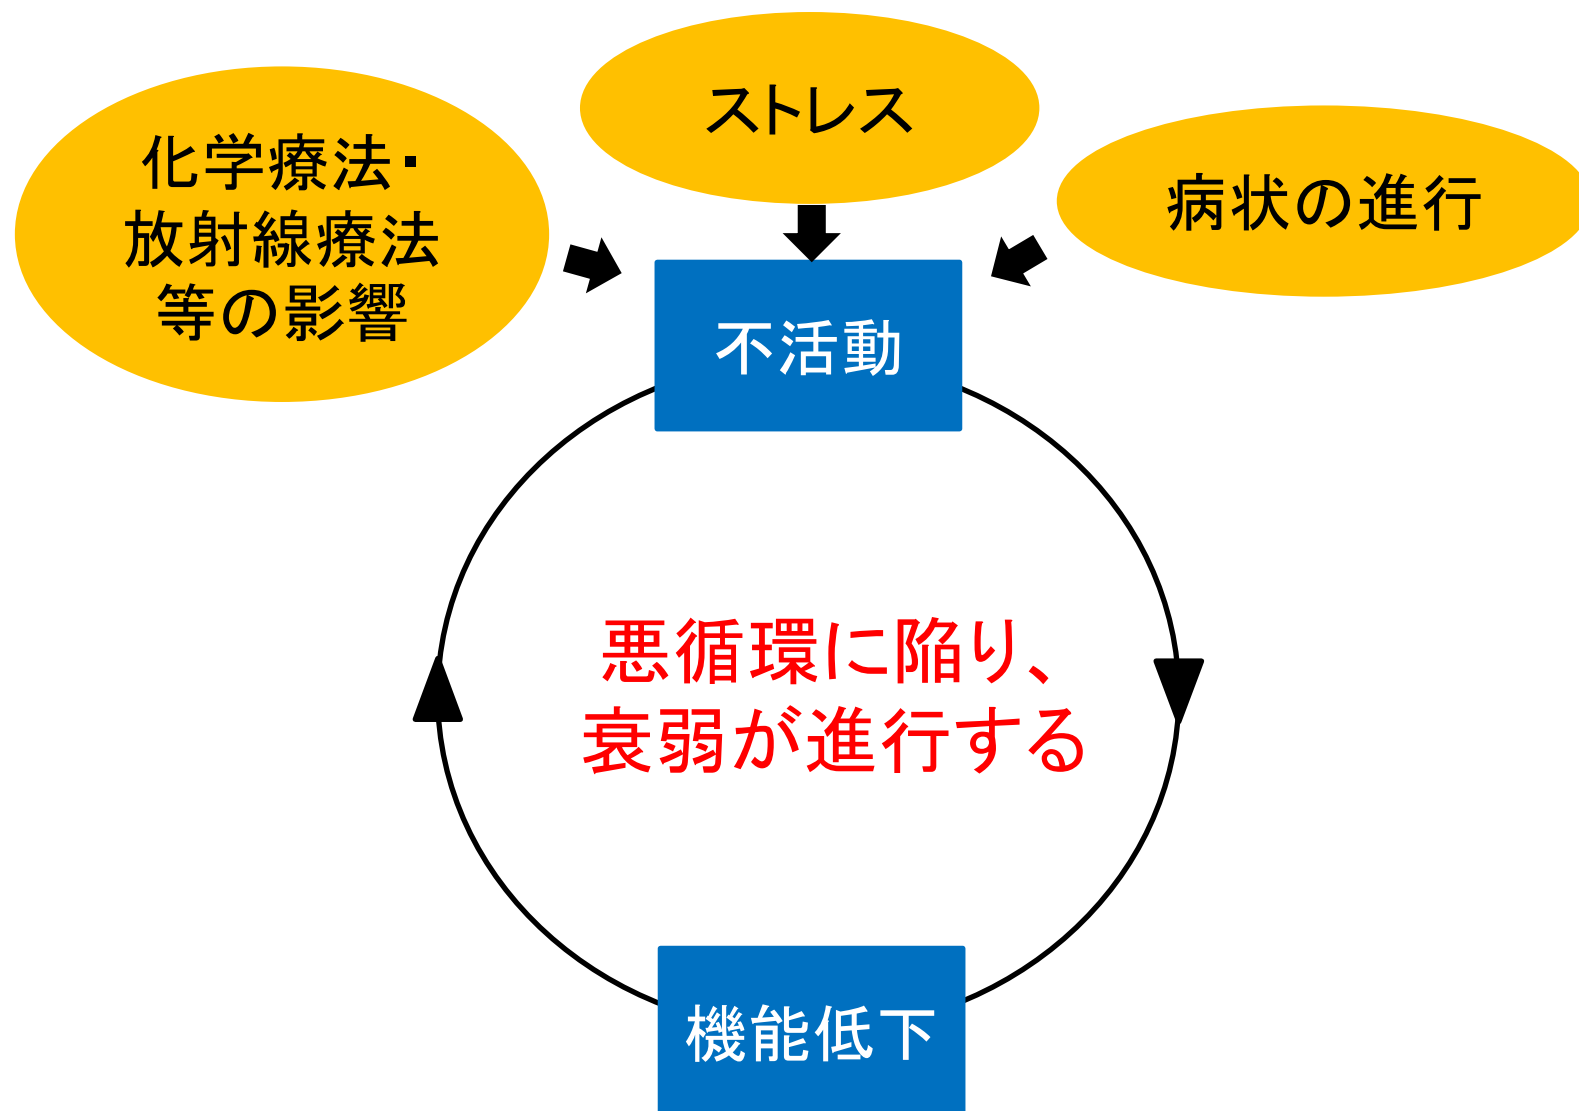 ストレス
化学療法・
放射線療法
等の影響
病状の進行
不活動
悪循環に陥り、
衰弱が進行する
機能低下